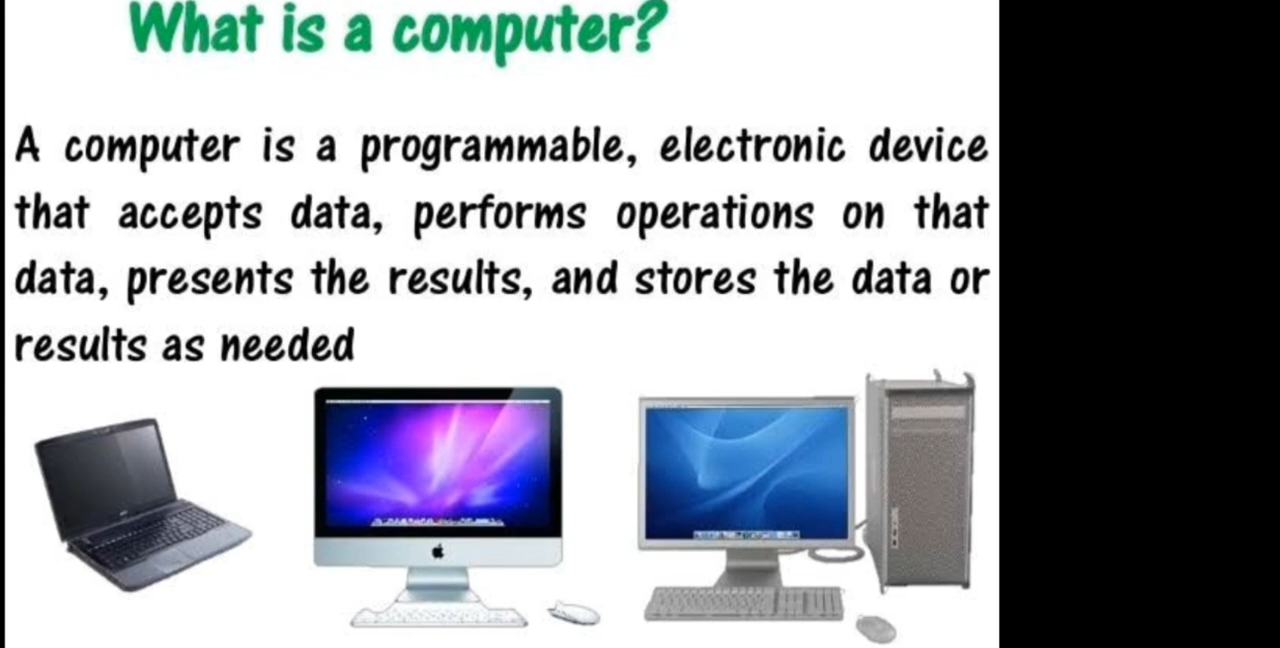 What is a computer?
A computer is a programmable, electronic device
that accepts data, performs operations on that
data, presents the results, and stores the data or
results as needed